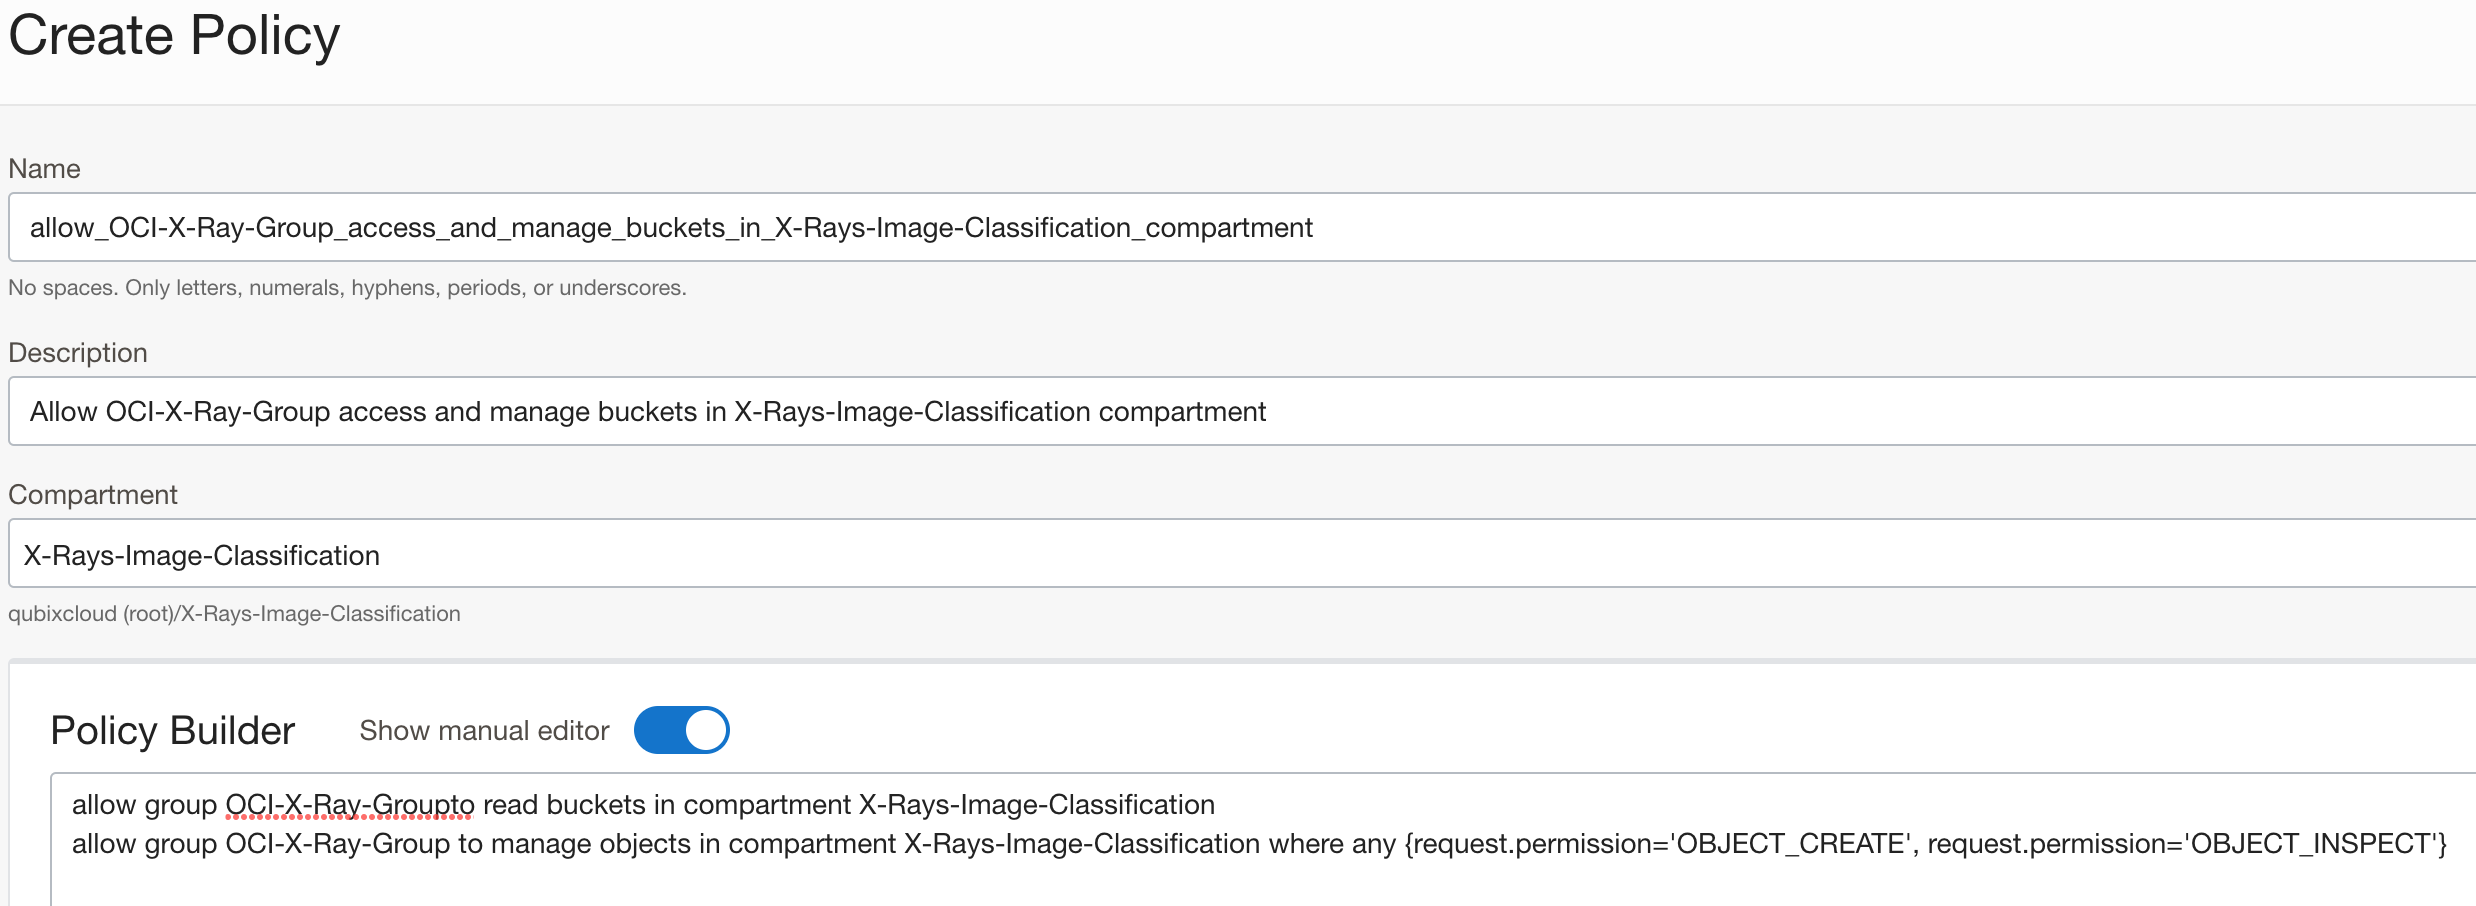 Create Policy
Name
allow_OCI-X-Ray-Group_access_and_manage_buckets_in_X-Rays-Image-Classification_compartment
No spaces. Only letters, numerals, hyphens, periods, or underscores.
Description
Allow OCI-X-Ray-Group access and manage buckets in X-Rays-Image-Classification compartment
Compartment
X-Rays-Image-Classification
qubixcloud (root)/X-Rays-Image-Classification
Policy Builder Show manual editor
allow group OCI-X-Ray-Groupto read buckets in compartment X-Rays-Image-Classification
allow group OCI-X-Ray-Group to manage objects in compartment X-Rays-Image-Classification where any {request.permission='OBJECT_CREATE', request.permission='OBJECT_INSPECT'}